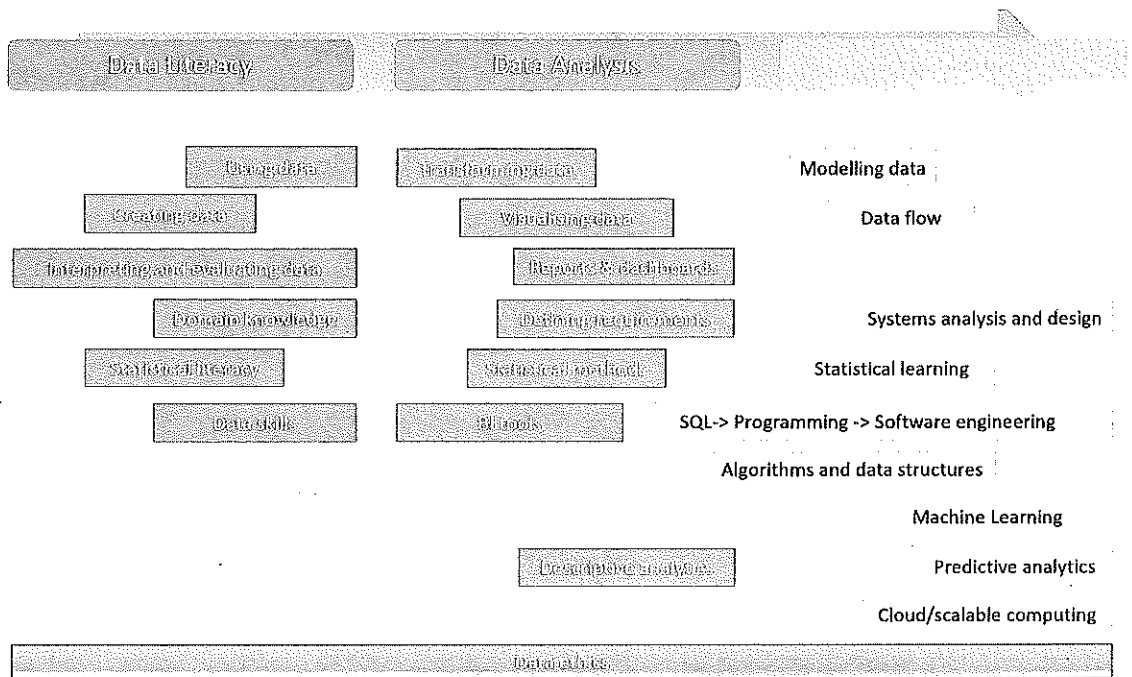 Data Literacy Data Analysis
Using data Transforming data Modelling data
Creating data Visualising data Data flow
Interpreting and evaluating data Reports & dashboards
Domain knowledge Defining requirements Systems analysis and design
Statistical literacy Statistical methods Statistical learning
Data skills BI tools SQL-> Programming -> Software engineering
Algorithms and data structures
Machine Learning
Descriptive analytics Predictive analytics
Cloud/scalable computing
Data ethics